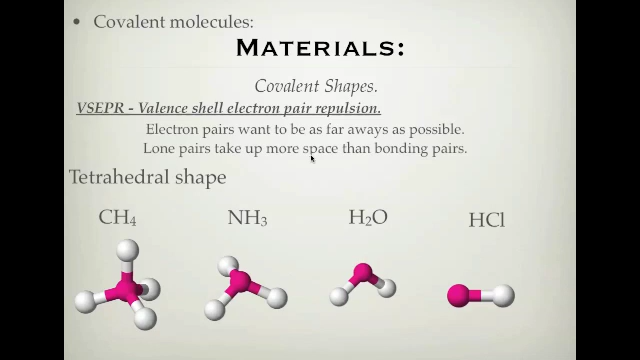 • Covalent molecules:
MATERIALS:
Covalent Shapes.
VSEPR - Valence shell electron pair repulsion.
Electron pairs want to be as far aways as possible.
Lone pairs take up more space than bonding pairs.
Tetrahedral shape
CH₄ NH₃ H₂O HCl